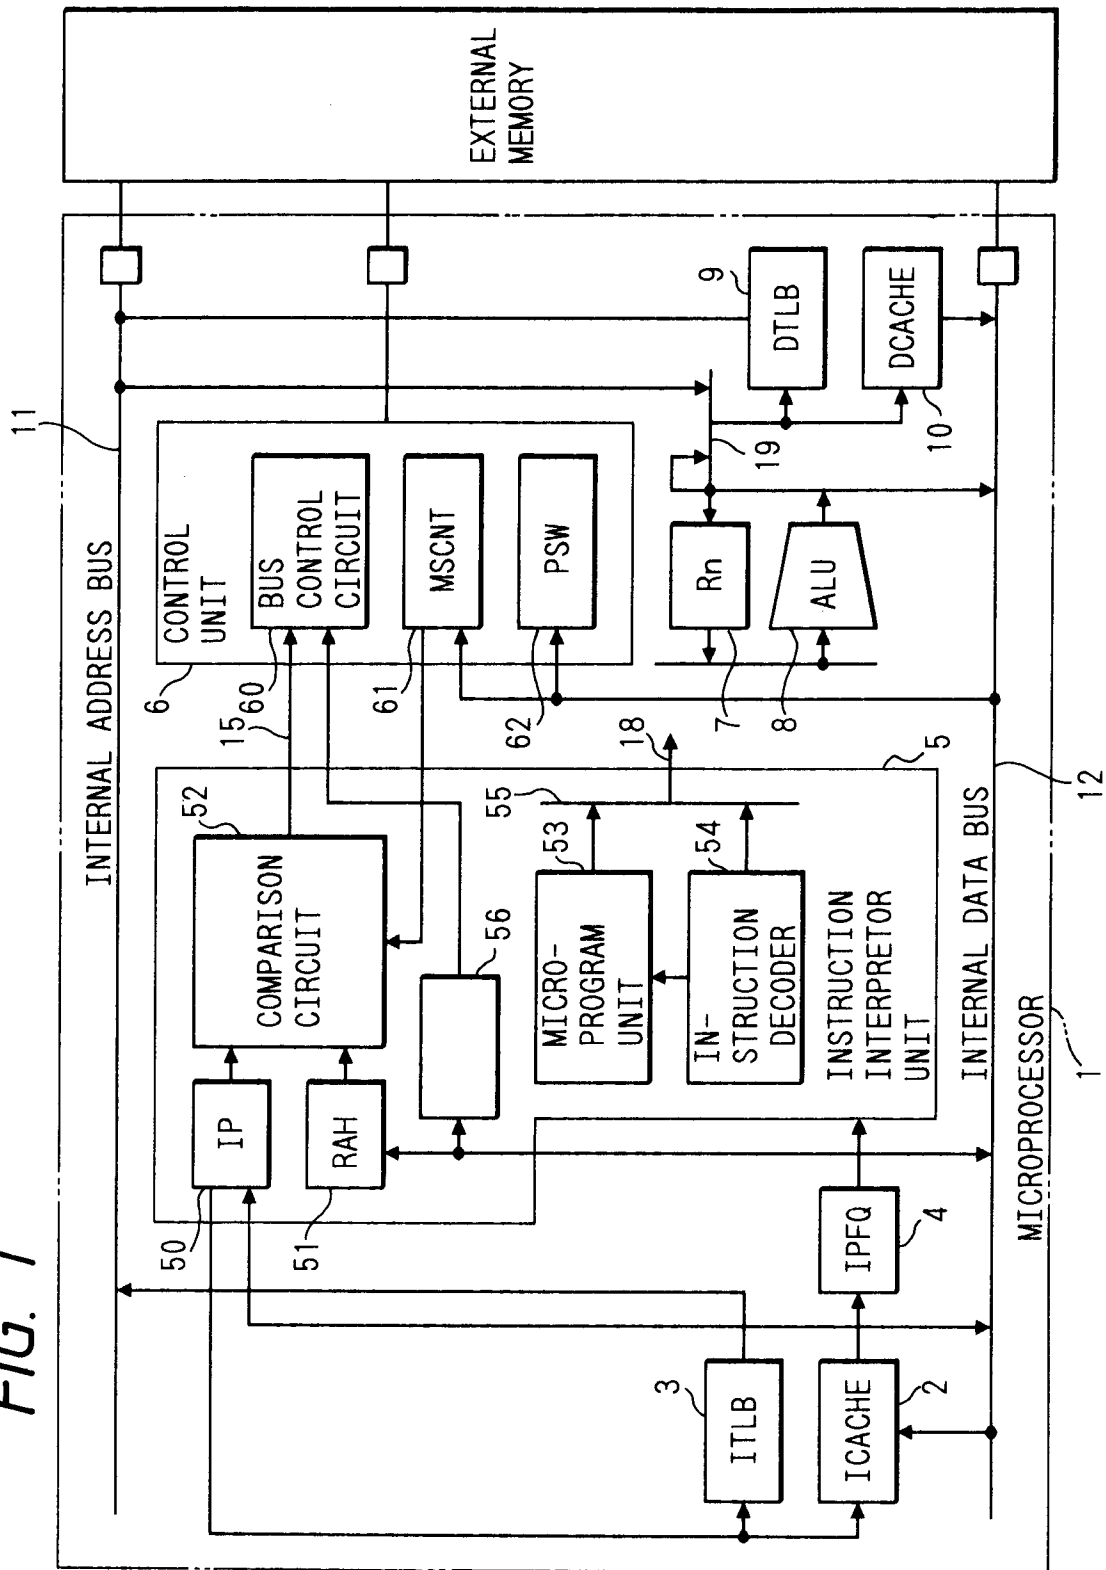 FIG. 1
INTERNAL ADDRESS BUS
11
EXTERNAL
MEMORY
50
IP
51
RAH
52
COMPARISON
CIRCUIT
15
56
6
CONTROL
UNIT
60
BUS
CONTROL
CIRCUIT
61
MSCNT
62
PSW
55
53
MICRO-
PROGRAM
UNIT
54
IN-
STRUCTION
DECODER
18
5
INSTRUCTION
INTERPRETOR
UNIT
7
Rn
8
ALU
19
9
DTLB
10
DCACHE
3
ITLB
2
ICACHE
4
IPFQ
INTERNAL DATA BUS
12
MICROPROCESSOR
1